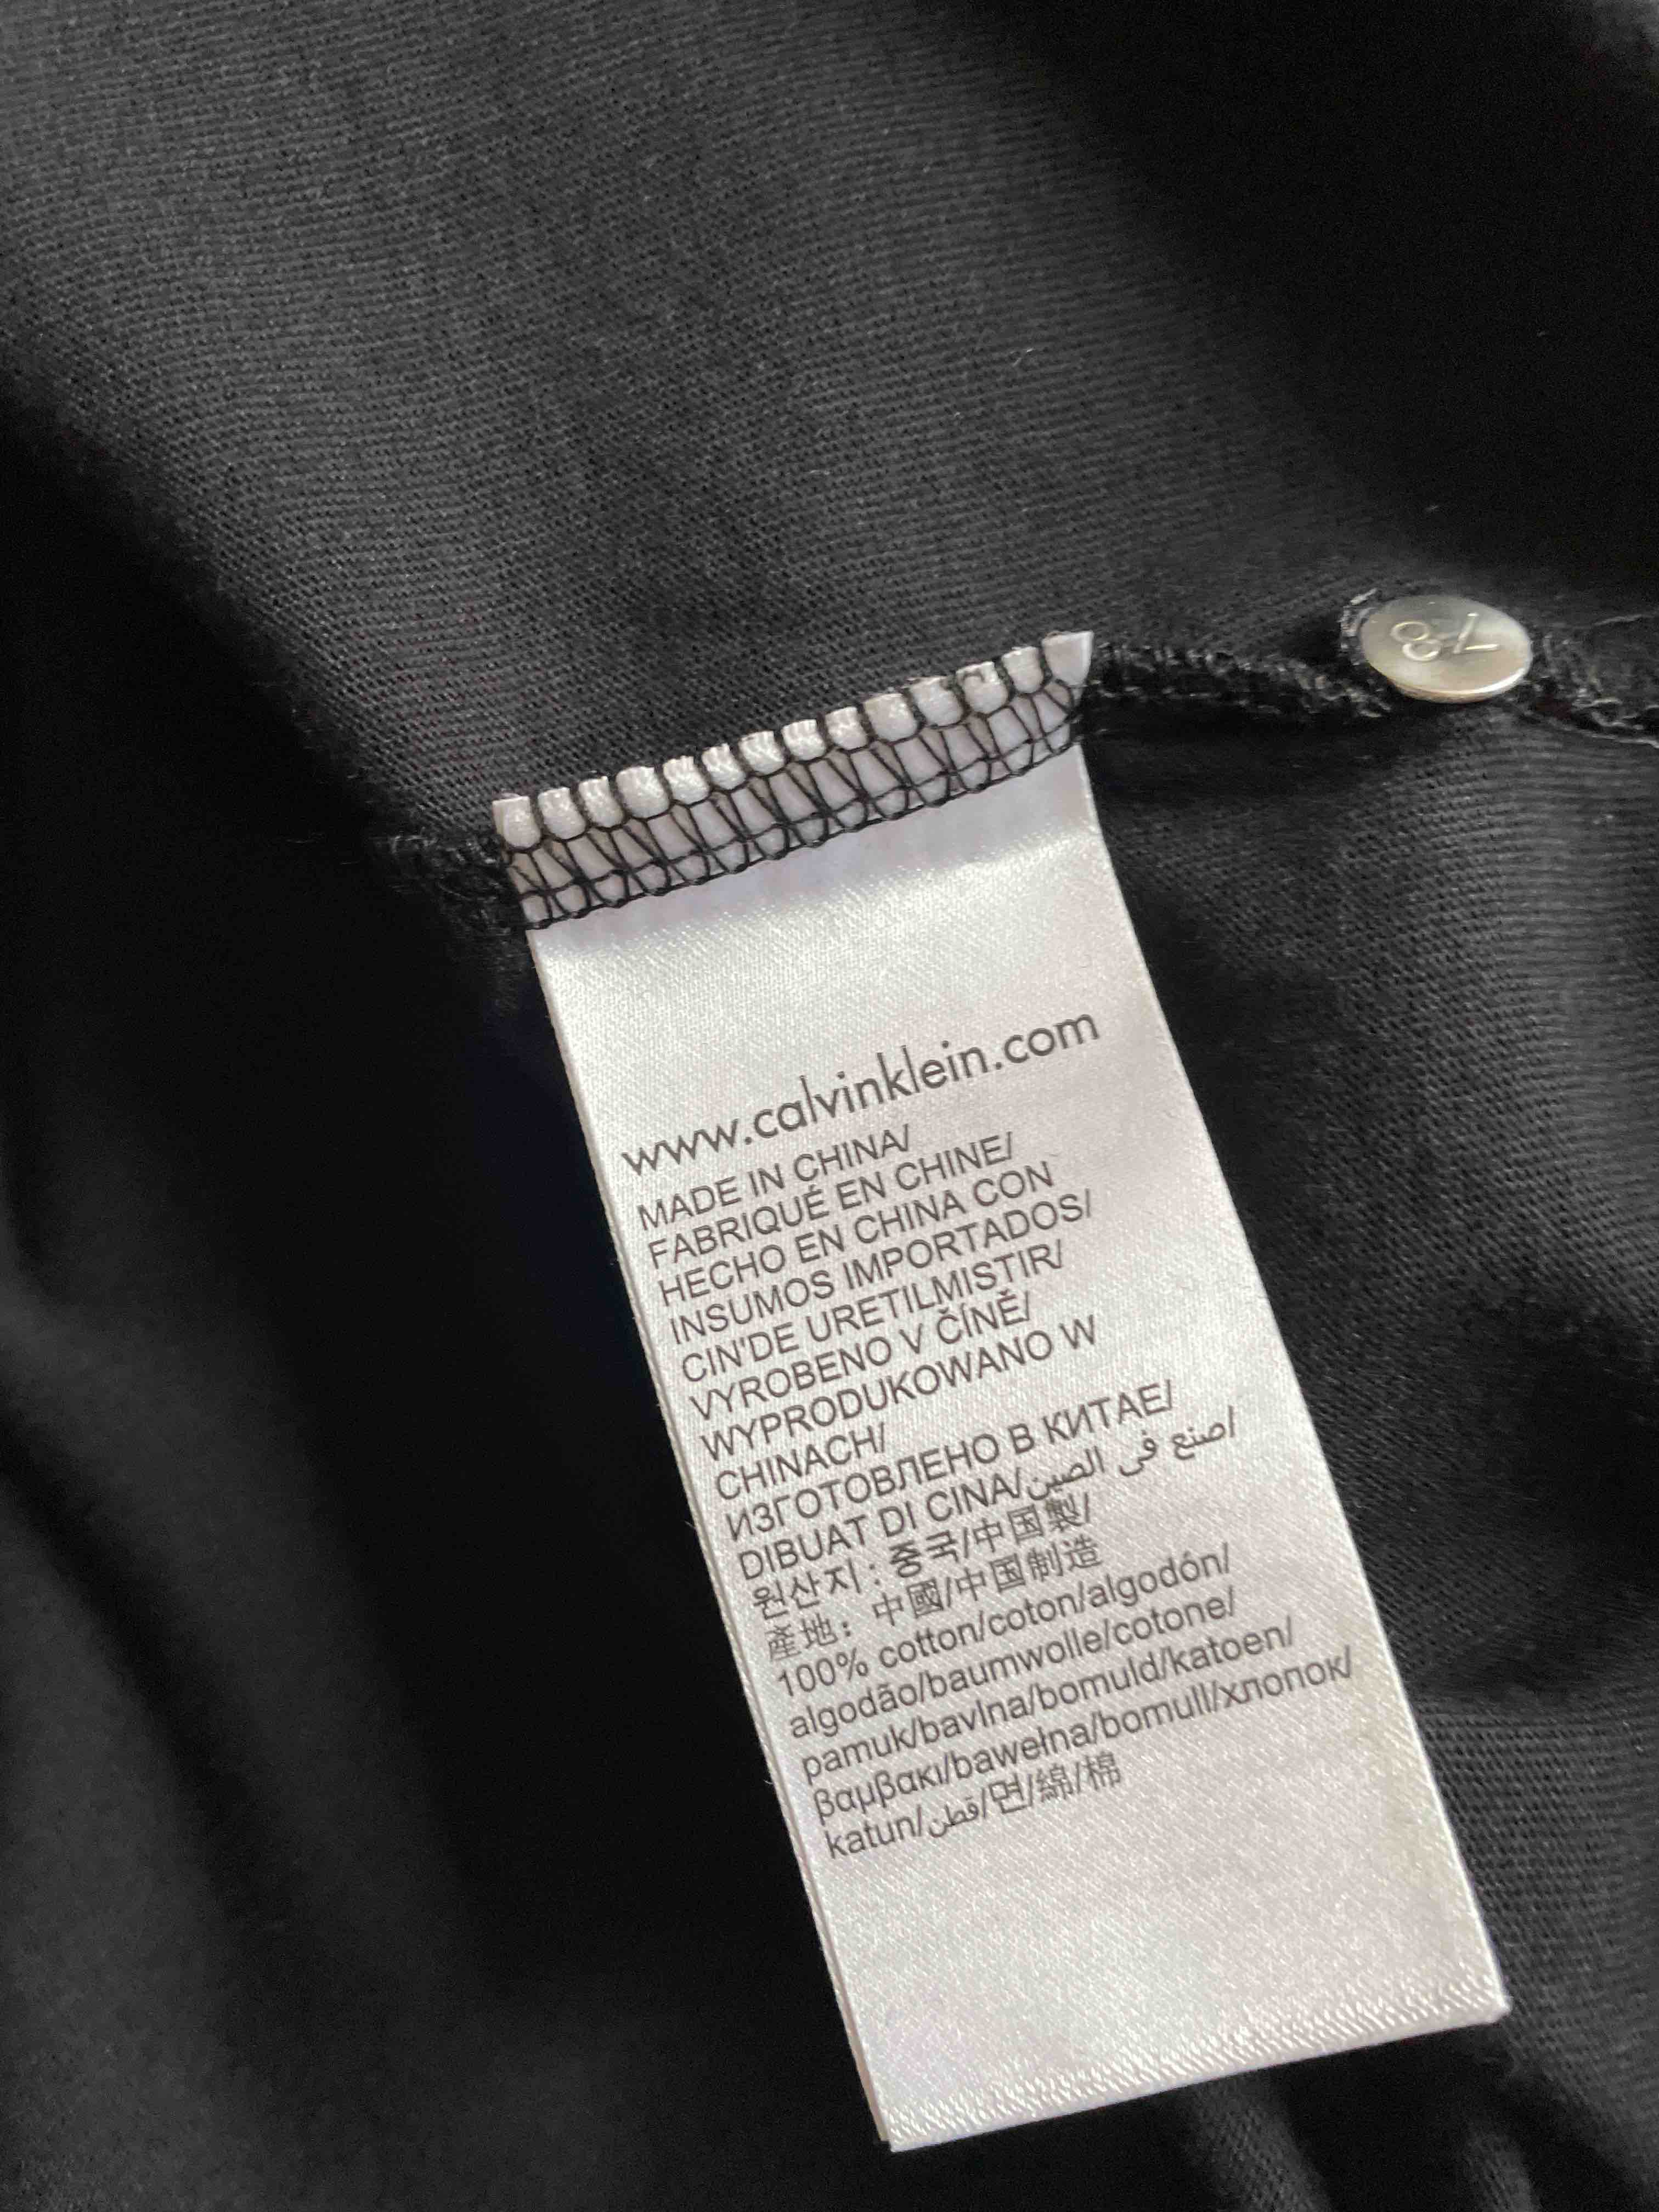 78
www.calvinklein.com
MADE IN CHINA/
FABRIQUÉ EN CHINE/
HECHO EN CHINA CON
INSUMOS IMPORTADOS/
CIN'DE URETILMISTIR/
VYROBENO V ČÍNĚ/
WYPRODUKOWANO W
CHINACH/
ИЗГОТОВЛЕНО В КИТАЕ/
DIBUAT DI CINA/صنع فى الصين/
원산지 : 중국/中国製/
產地： 中國/中国制造
100% cotton/coton/algodón/
algodão/baumwolle/cotone/
pamuk/bavlna/bomuld/katoen/
βαμβακι/bawełna/bomull/хлопок/
katun/قطن/면/綿/棉